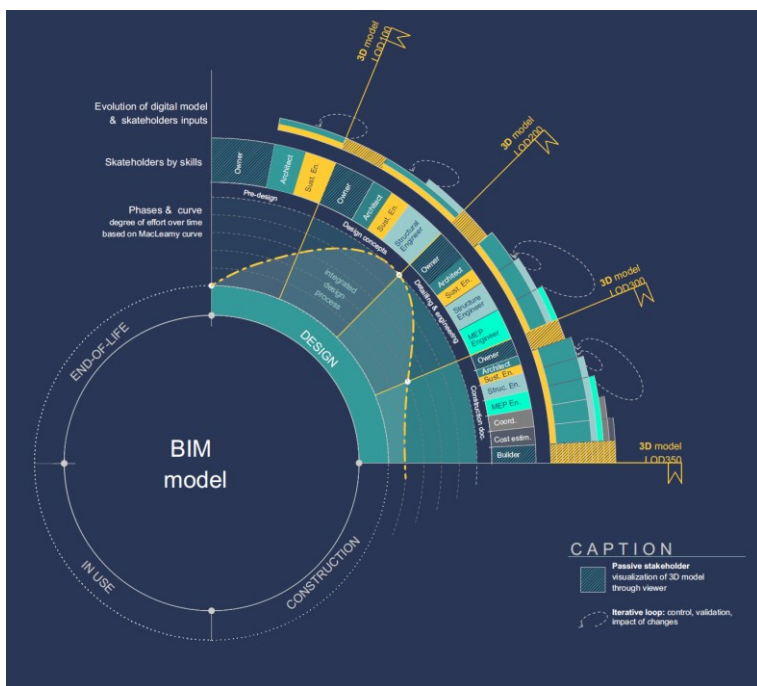 3D model
LOD100
Evolution of digital model
& skateholders inputs
3D model
LOD200
Skateholders by skills
Owner
Architect
Sust. En.
Owner
Architect
Sust. En.
Structural
Engineer
Pre-design
Design concepts
Phases & curve
degree of effort over time
based on MacLeamy curve
Owner
Architect
Sust. En.
Structure
Engineer
MEP
Engineer
Detailling & engineering
3D model
LOD300
integrated
design
process
DESIGN
END-OF-LIFE
Owner
Architect
Sust. En.
Struc. En.
MEP En.
Coord.
Cost estim.
Builder
Construction doc.
BIM
model
3D model
LOD350
IN USE
CONSTRUCTION
CAPTION
Passive stakeholder
visualization of 3D model
through viewer
Iterative loop: control, validation,
impact of changes